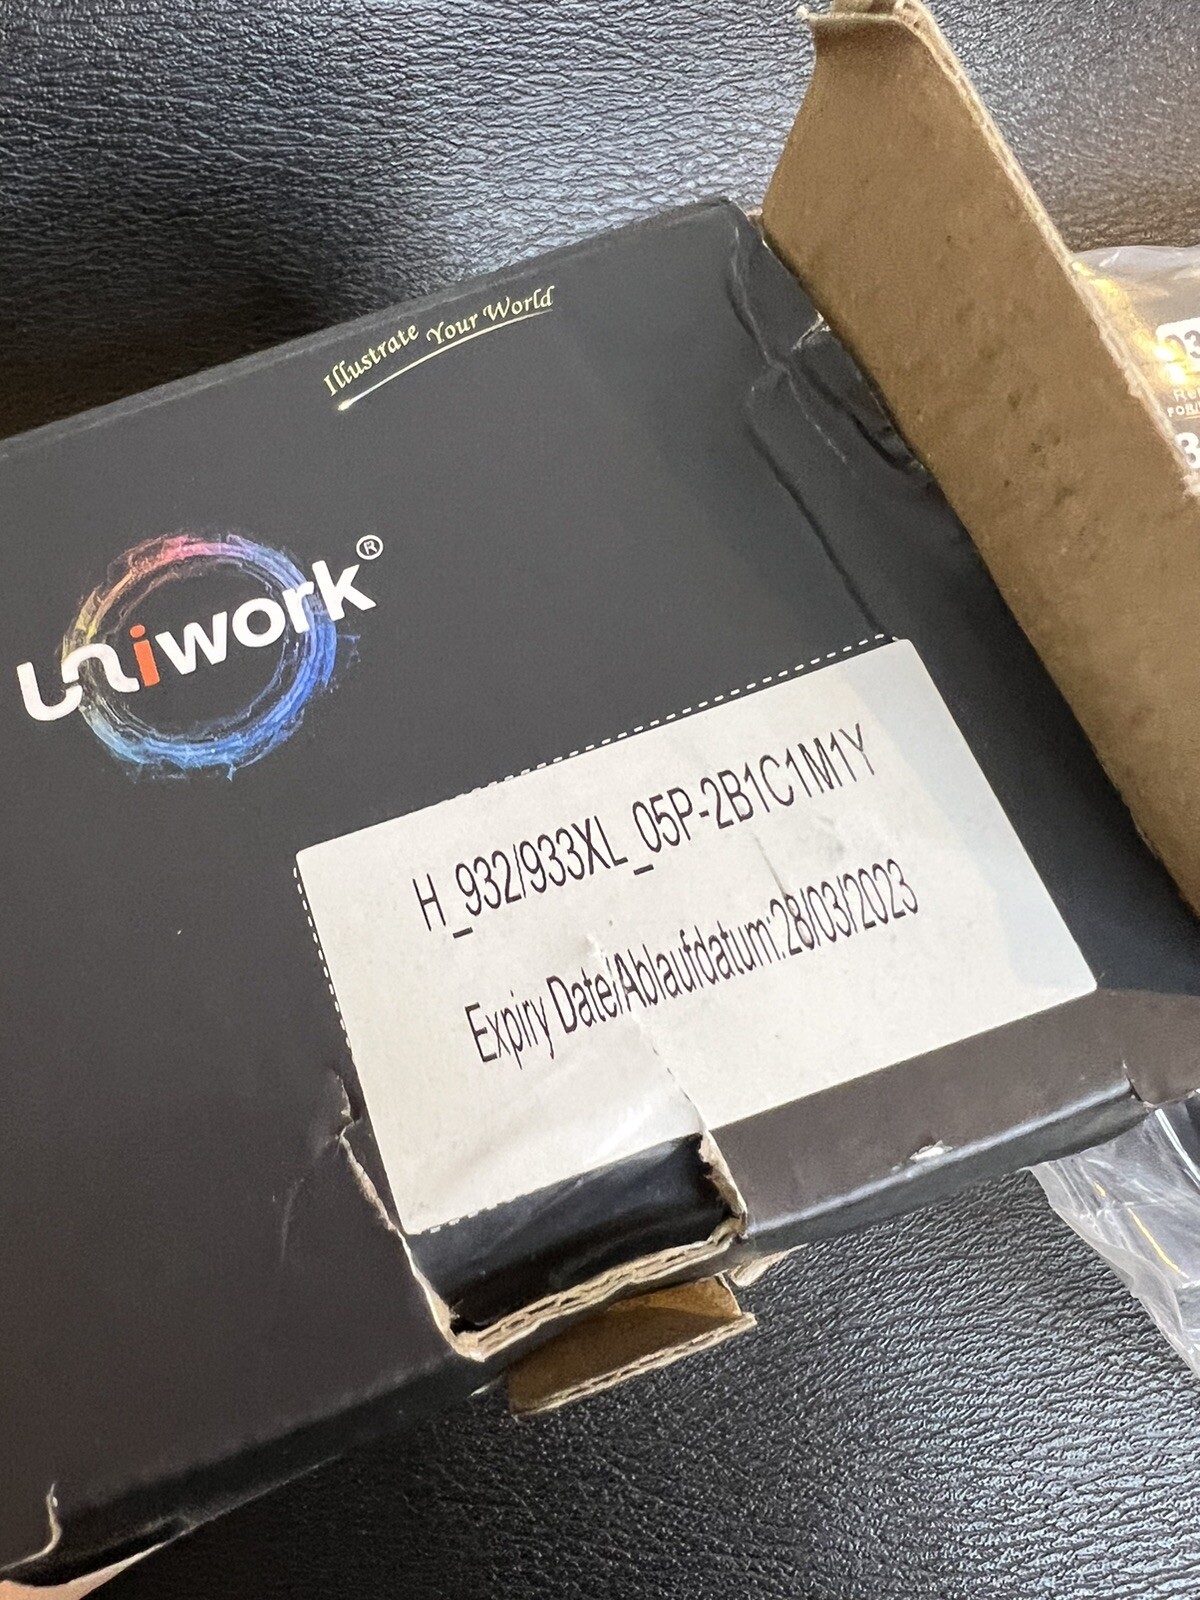 Illustrate Your World
uniwork®
H_932/933XL_05P-2B1C1M1Y
Expiry Date/Ablaufdatum:28/03/2023